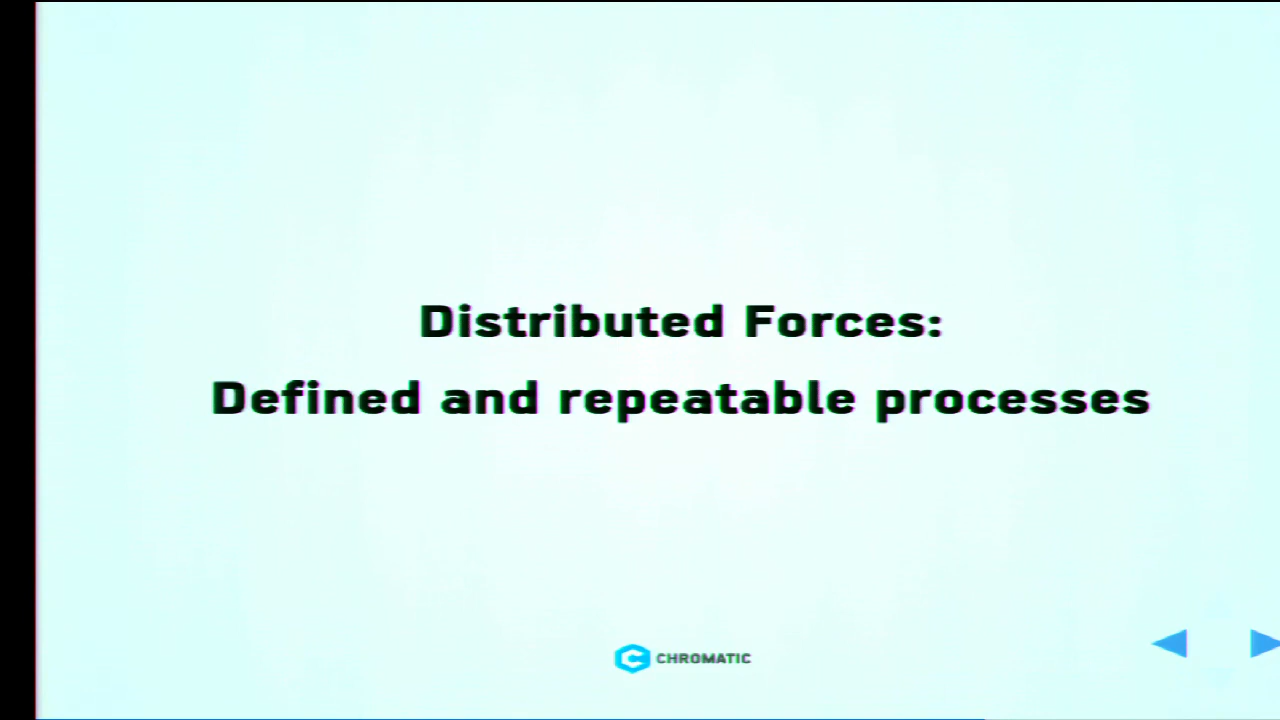 Distributed Forces:
Defined and repeatable processes
CHROMATIC